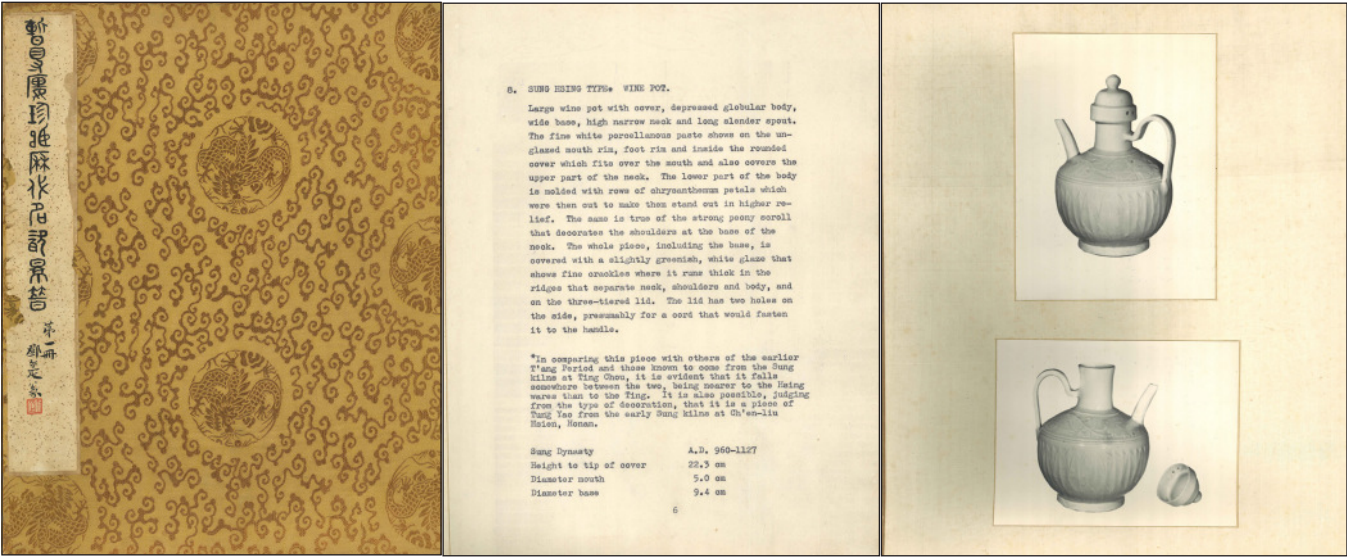 暫㝵廔珍厤代名景普
第一冊
8. SUNG HSING TYPE* WINE POT.
Large wine pot with cover, depressed globular body,
wide base, high narrow neck and long slender spout.
The fine white porcellanous paste shows on the un-
glazed mouth rim, foot rim and inside the rounded
cover which fits over the mouth and also covers the
upper part of the neck. The lower part of the body
is molded with rows of chrysanthemum petals which
were then cut to make them stand out in higher re-
lief. The same is true of the strong peony scroll
that decorates the shoulders at the base of the
neck. The whole piece, including the base, is
covered with a slightly greenish, white glaze that
shows fine crackles where it runs thick in the
ridges that separate neck, shoulders and body, and
on the three-tiered lid. The lid has two holes on
the side, presumably for a cord that would fasten
it to the handle.
*In comparing this piece with others of the earlier
T'ang Period and those known to come from the Sung
kilns at Ting Chou, it is evident that it falls
somewhere between the two, being nearer to the Hsing
wares than to the Ting. It is also possible, judging
from the type of decoration, that it is a piece of
Tung Yao from the early Sung kilns at Ch'en-liu
Hsien, Honan.
Sung Dynasty A.D. 960-1127
Height to tip of cover 22.3 cm
Diameter mouth 5.0 cm
Diameter base 9.4 cm
6